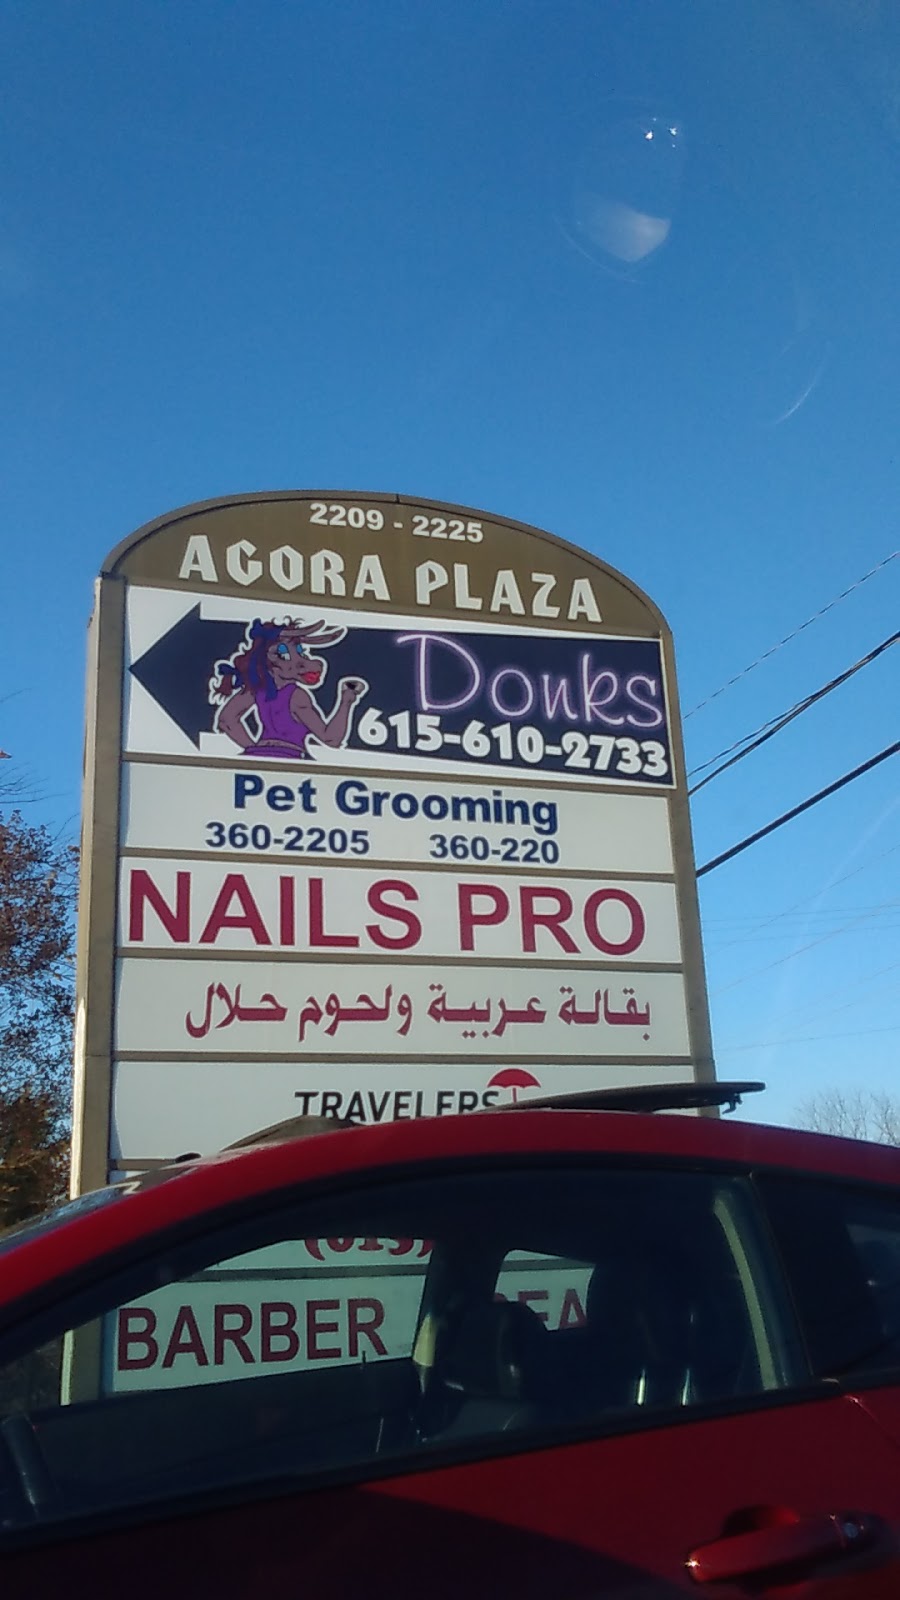 2209 - 2225
AGORA PLAZA
Donks
615-610-2733
Pet Grooming
360-2205 360-220
NAILS PRO
بقالة عربية ولحوم حلال
TRAVELERS
BARBER